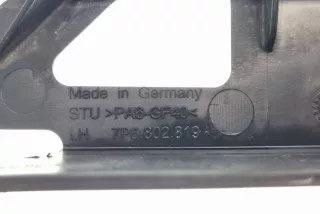 Made in Germany
STU >PA6-GF40<
LH 7P6.802.819